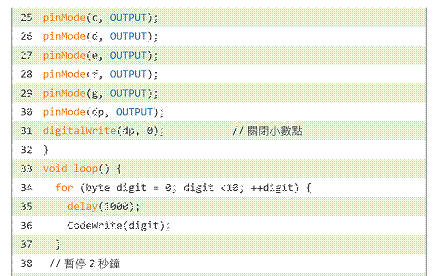 25 pinMode(c, OUTPUT);
26 pinMode(d, OUTPUT);
27 pinMode(e, OUTPUT);
28 pinMode(f, OUTPUT);
29 pinMode(g, OUTPUT);
30 pinMode(dp, OUTPUT);
31 digitalWrite(dp, 0); // 關閉小數點
32 }
33 void loop() {
34 for (byte digit = 0; digit <10; ++digit) {
35 delay(1000);
36 CodeWrite(digit);
37 }
38 // 暫停 2 秒鐘